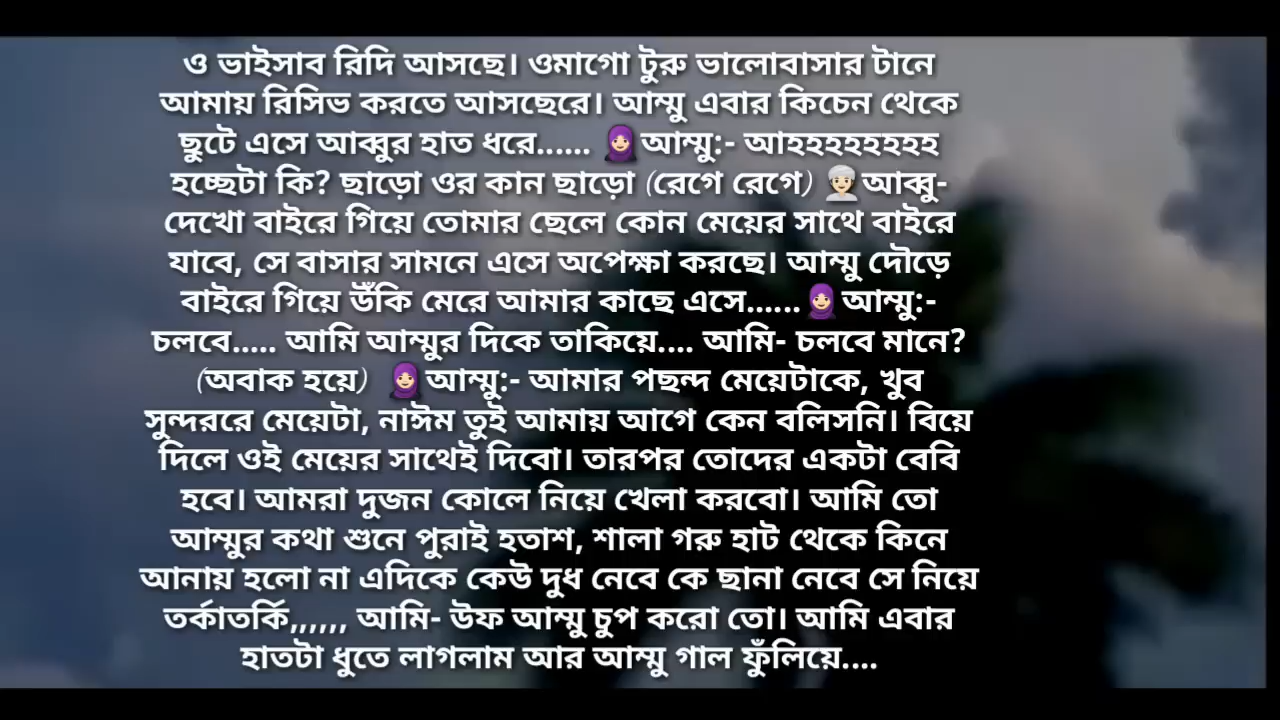 ও ভাইসাব রিদি আসছে। ওমাগো টুরু ভালোবাসার টানে
আমায় রিসিভ করতে আসছেরে। আম্মু এবার কিচেন থেকে
ছুটে এসে আব্বুর হাত ধরে...... 🧕🏻আম্মু:- আহহহহহহহহ
হচ্ছেটা কি? ছাড়ো ওর কান ছাড়ো (রেগে রেগে) 👳🏻আব্বু-
দেখো বাইরে গিয়ে তোমার ছেলে কোন মেয়ের সাথে বাইরে
যাবে, সে বাসার সামনে এসে অপেক্ষা করছে। আম্মু দৌড়ে
বাইরে গিয়ে উঁকি মেরে আমার কাছে এসে......🧕🏻আম্মু:-
চলবে..... আমি আম্মুর দিকে তাকিয়ে.... আমি- চলবে মানে?
(অবাক হয়ে) 🧕🏻আম্মু:- আমার পছন্দ মেয়েটাকে, খুব
সুন্দররে মেয়েটা, নাঈম তুই আমায় আগে কেন বলিসনি। বিয়ে
দিলে ওই মেয়ের সাথেই দিবো। তারপর তোদের একটা বেবি
হবে। আমরা দুজন কোলে নিয়ে খেলা করবো। আমি তো
আম্মুর কথা শুনে পুরাই হতাশ, শালা গরু হাট থেকে কিনে
আনায় হলো না এদিকে কেউ দুধ নেবে কে ছানা নেবে সে নিয়ে
তর্কাতর্কি,,,,,, আমি- উফ আম্মু চুপ করো তো। আমি এবার
হাতটা ধুতে লাগলাম আর আম্মু গাল ফুঁলিয়ে....